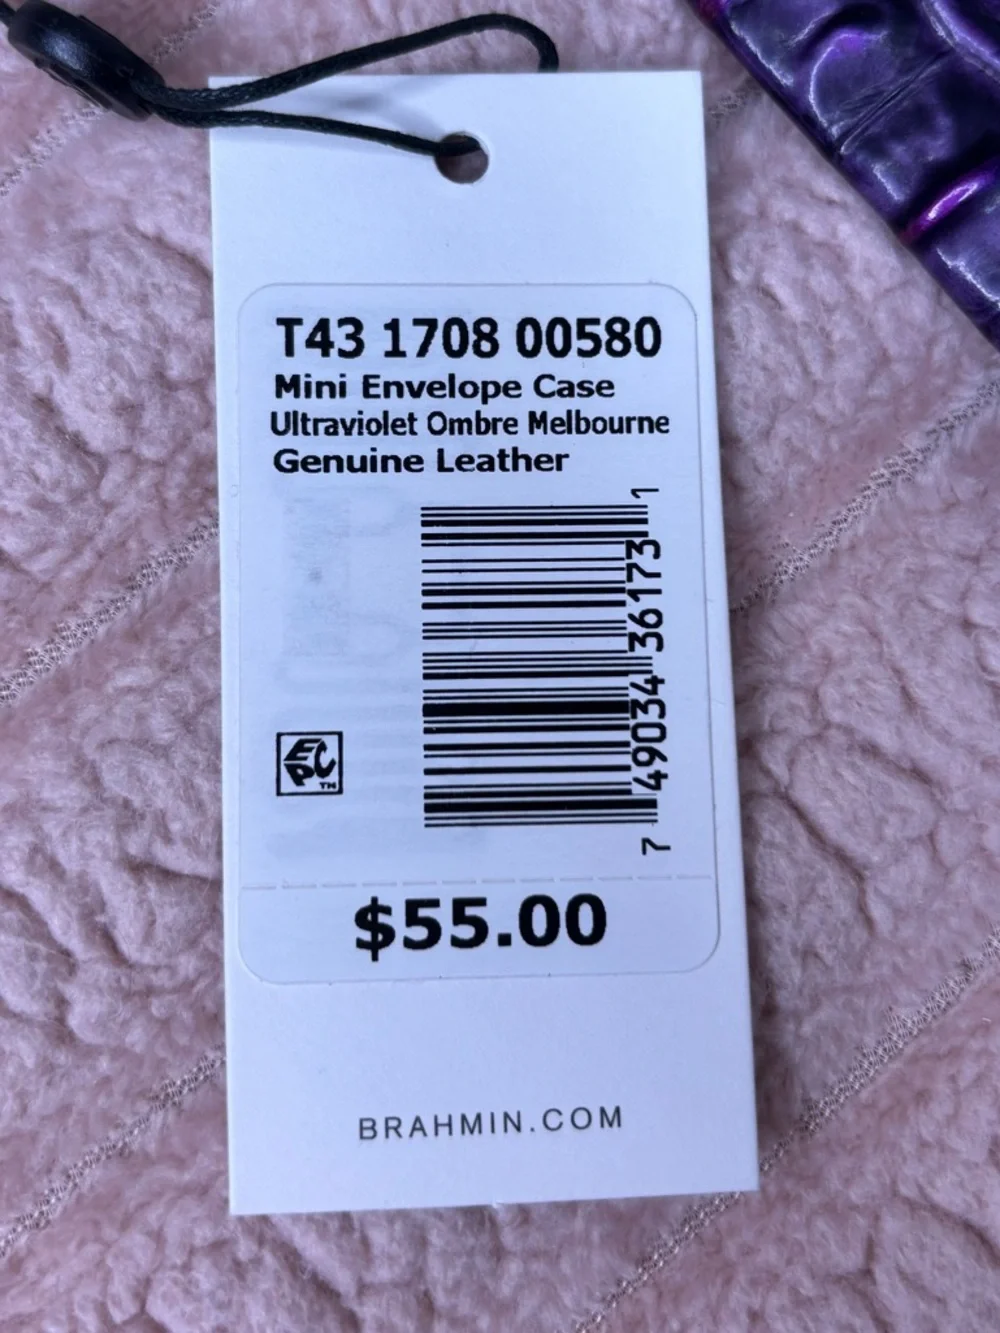 T43 1708 00580
Mini Envelope Case
Ultraviolet Ombre Melbourne
Genuine Leather
7 49034 36173 1
EPC
TM
$55.00
BRAHMIN.COM